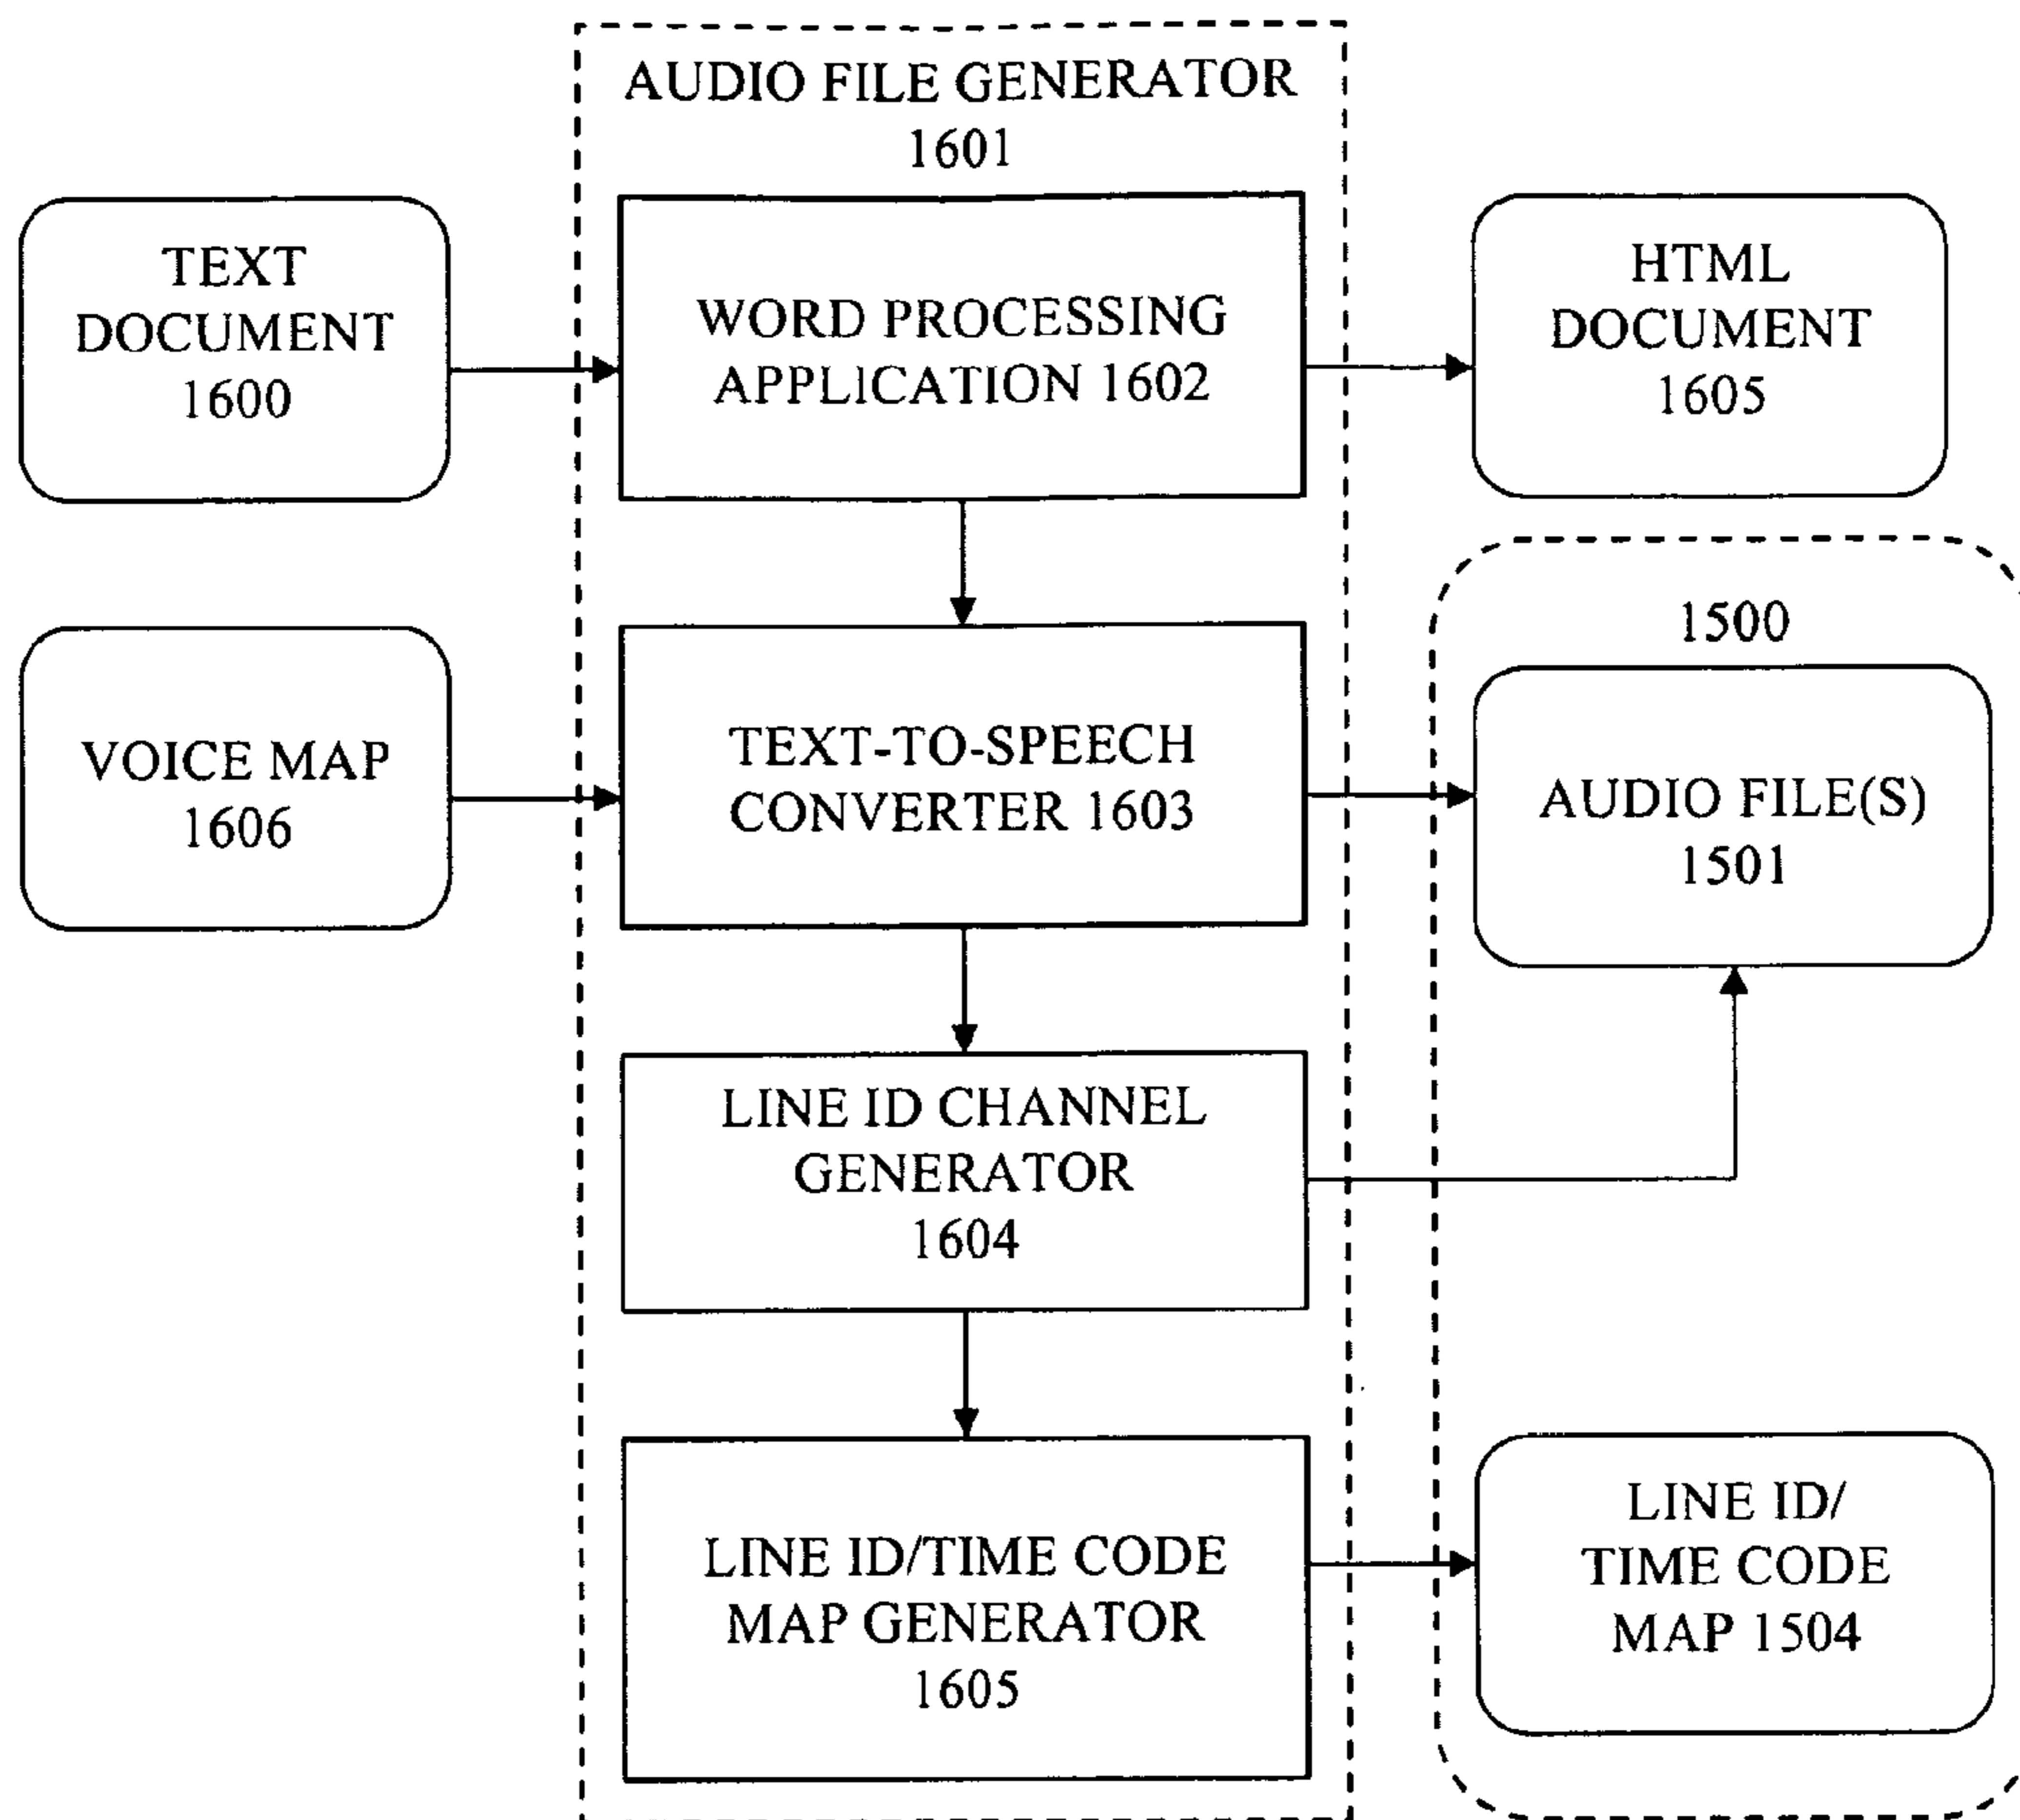 AUDIO FILE GENERATOR
1601
TEXT
DOCUMENT
1600
WORD PROCESSING
APPLICATION 1602
HTML
DOCUMENT
1605
VOICE MAP
1606
TEXT-TO-SPEECH
CONVERTER 1603
1500
AUDIO FILE(S)
1501
LINE ID CHANNEL
GENERATOR
1604
LINE ID/TIME CODE
MAP GENERATOR
1605
LINE ID/
TIME CODE
MAP 1504